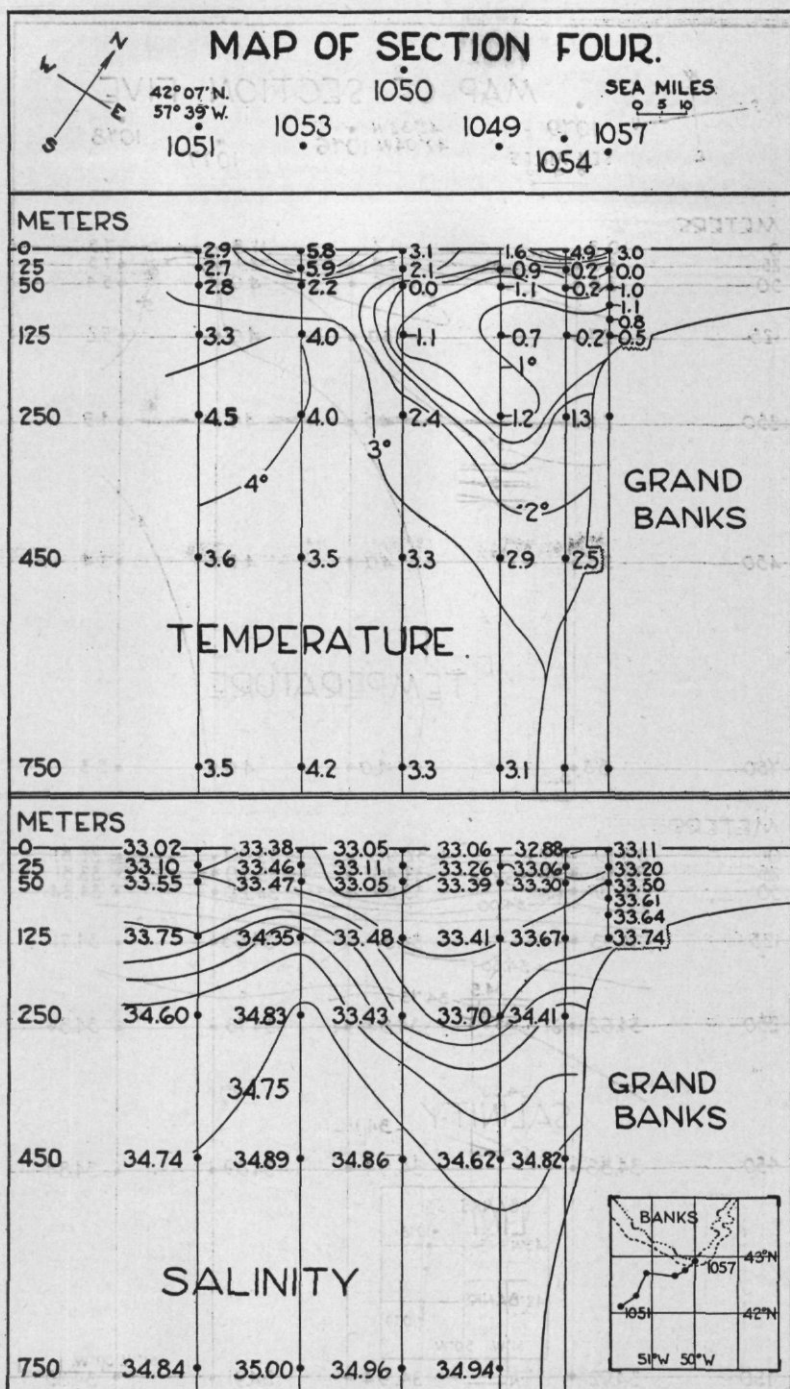 MAP OF SECTION FOUR.
N
W
E
S
42° 07' N.
57° 39' W.
1051
1053
1050
1049
1054
1057
SEA MILES
0 5 10
METERS
0 2.9 5.8 3.1 1.6 4.9 3.0
25 2.7 5.9 2.1 -0.9 0.2 0.0
50 2.8 2.2 0.0 -1.1 -0.2 -1.0
-1.1
-0.8
125 3.3 4.0 -1.1 -0.7 -0.2 -0.5
1°
250 4.5 4.0 2.4 -1.2 1.3
3°
4°
2°
GRAND
BANKS
450 3.6 3.5 3.3 2.9 2.5
TEMPERATURE
750 3.5 4.2 3.3 3.1
METERS
0 33.02 33.38 33.05 33.06 32.88 33.11
25 33.10 33.46 33.11 33.26 33.06 33.20
50 33.55 33.47 33.05 33.39 33.30 33.50
33.61
33.64
125 33.75 34.35 33.48 33.41 33.67 33.74
250 34.60 34.83 33.43 33.70 34.41
34.75
GRAND
BANKS
450 34.74 34.89 34.86 34.62 34.82
SALINITY
750 34.84 35.00 34.96 34.94
BANKS
43°N
1057
1051
42°N
51°W 50°W